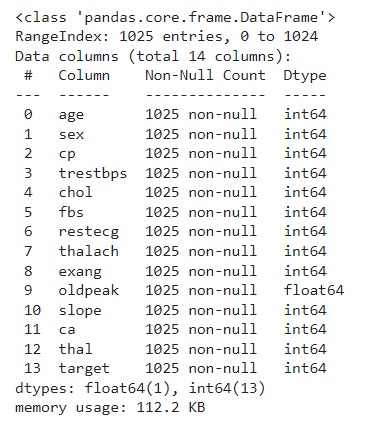 <class 'pandas.core.frame.DataFrame'>
RangeIndex: 1025 entries, 0 to 1024
Data columns (total 14 columns):
 #   Column    Non-Null Count  Dtype
---  ------    --------------  -----
 0   age       1025 non-null   int64
 1   sex       1025 non-null   int64
 2   cp        1025 non-null   int64
 3   trestbps  1025 non-null   int64
 4   chol      1025 non-null   int64
 5   fbs       1025 non-null   int64
 6   restecg   1025 non-null   int64
 7   thalach   1025 non-null   int64
 8   exang     1025 non-null   int64
 9   oldpeak   1025 non-null   float64
 10  slope     1025 non-null   int64
 11  ca        1025 non-null   int64
 12  thal      1025 non-null   int64
 13  target    1025 non-null   int64
dtypes: float64(1), int64(13)
memory usage: 112.2 KB